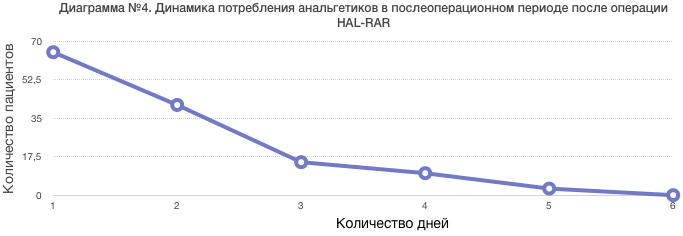 Диаграмма №4. Динамика потребления анальгетиков в послеоперационном периоде после операции
HAL-RAR
Количество пациентов
70
52,5
35
17,5
0
1 2 3 4 5 6
Количество дней